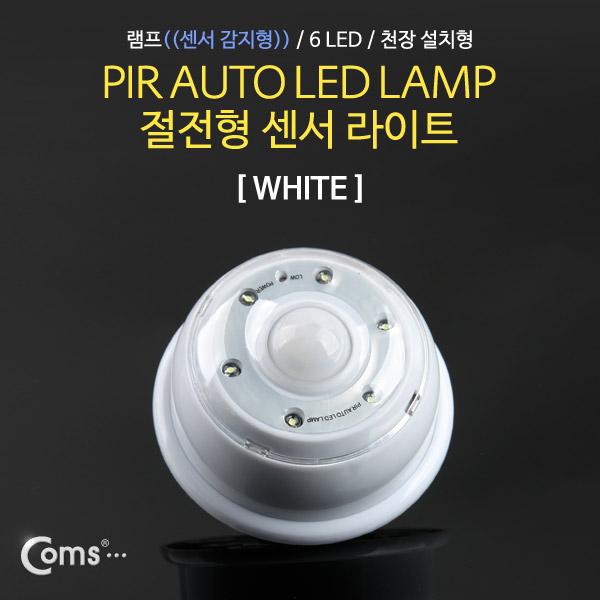 램프((센서 감지형)) / 6 LED / 천장 설치형
PIR AUTO LED LAMP
절전형 센서 라이트
[ WHITE ]
LOW POWER
PIR AUTO LED LAMP
Coms®...